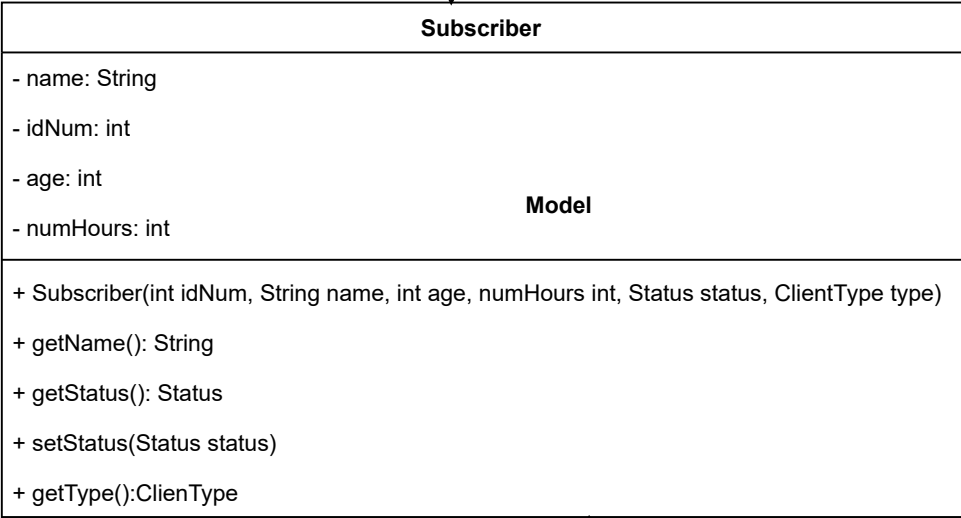 Subscriber
- name: String
- idNum: int
- age: int
Model
- numHours: int
+ Subscriber(int idNum, String name, int age, numHours int, Status status, ClientType type)
+ getName(): String
+ getStatus(): Status
+ setStatus(Status status)
+ getType():ClienType